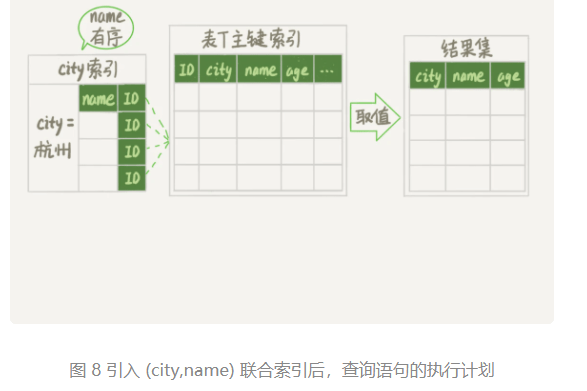 name
有序
city索引
name ID
ID
ID
ID
city=
杭州
表T主键索引
ID city name age ...
取值
结果集
city name age
图 8 引入 (city,name) 联合索引后，查询语句的执行计划